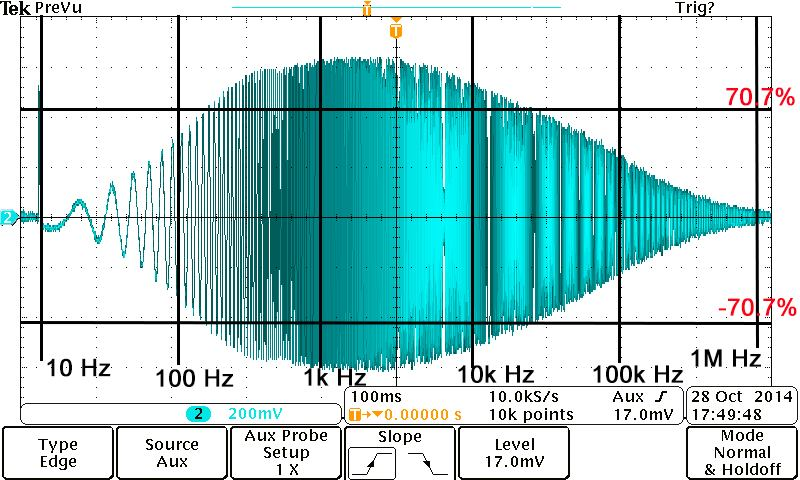 Tek PreVu
Trig?
T
T
70.7%
2
-70.7%
10 Hz
100 Hz
1k Hz
10k Hz
100k Hz
1M Hz
2 200mV
100ms 10.0kS/s Aux
T→▼0.00000 s 10k points 17.0mV
28 Oct 2014
17:49:48
Type
Edge
Source
Aux
Aux Probe
Setup
1 X
Slope
Level
17.0mV
Mode
Normal
& Holdoff